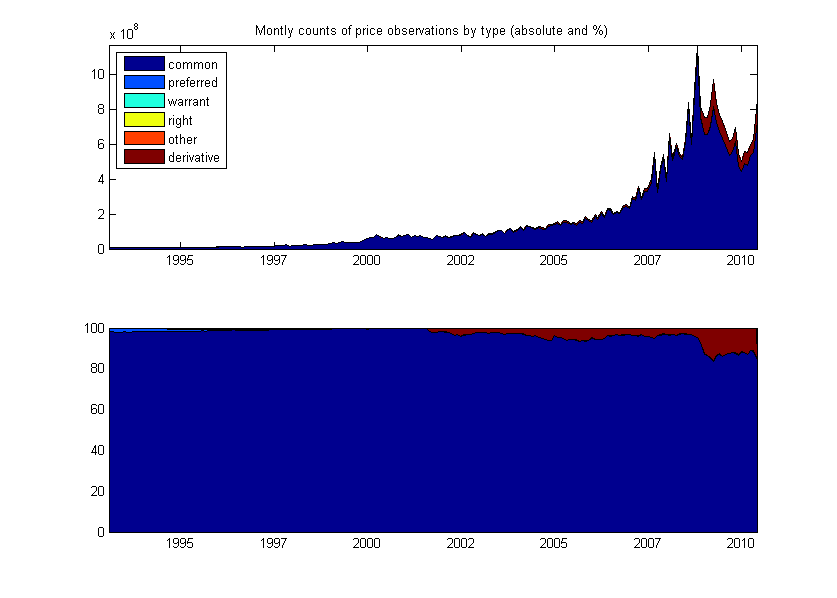 Montly counts of price observations by type (absolute and %)
x 10^8
10
8
6
4
2
0
common
preferred
warrant
right
other
derivative
1995 1997 2000 2002 2005 2007 2010
100
80
60
40
20
0
1995 1997 2000 2002 2005 2007 2010